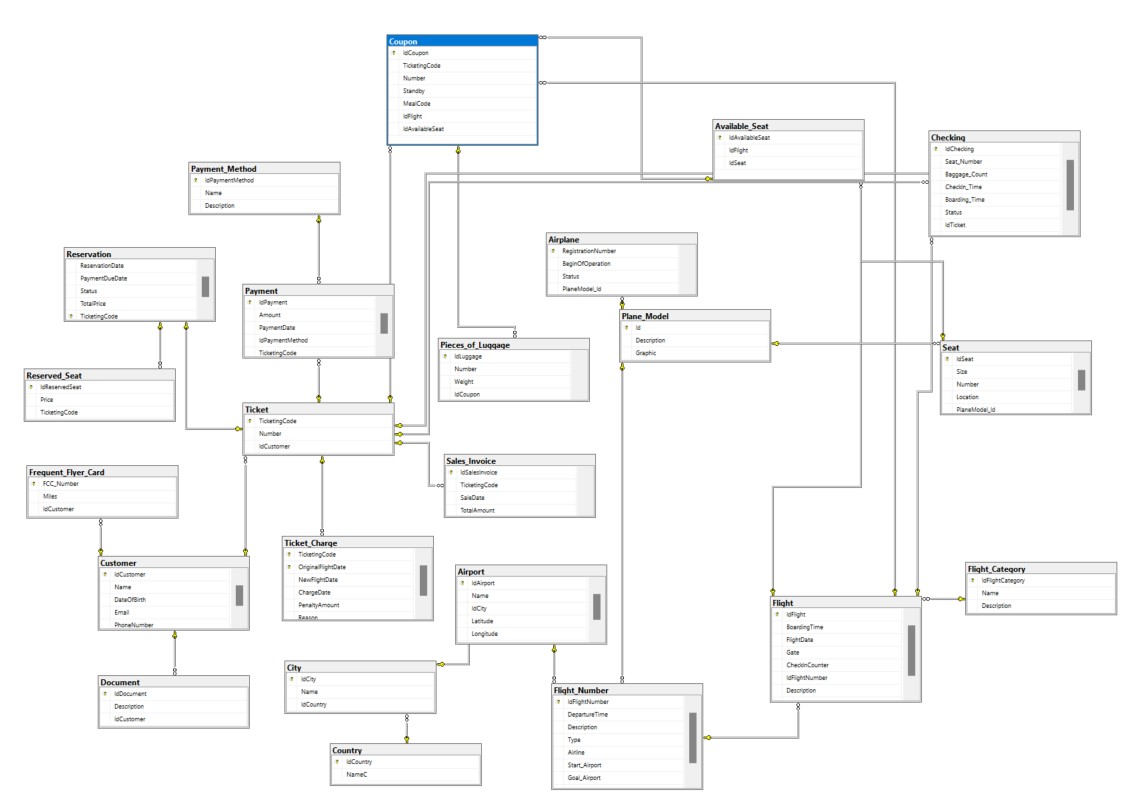 Coupon
IdCoupon
TicketingCode
Number
Standby
MealCode
IdFlight
IdAvailableSeat
Available_Seat
IdAvailableSeat
IdFlight
IdSeat
Checking
IdChecking
Seat_Number
Baggage_Count
CheckIn_Time
Boarding_Time
Status
IdTicket
Payment_Method
IdPaymentMethod
Name
Description
Airplane
RegistrationNumber
BeginOfOperation
Status
PlaneModel_Id
Reservation
ReservationDate
PaymentDueDate
Status
TotalPrice
TicketingCode
Payment
IdPayment
Amount
PaymentDate
IdPaymentMethod
TicketingCode
Plane_Model
Id
Description
Graphic
Pieces_of_Luggage
IdLuggage
Number
Weight
IdCoupon
Seat
IdSeat
Size
Number
Location
PlaneModel_Id
Reserved_Seat
IdReservedSeat
Price
TicketingCode
Ticket
TicketingCode
Number
IdCustomer
Sales_Invoice
IdSalesInvoice
TicketingCode
SaleDate
TotalAmount
Frequent_Flyer_Card
FCC_Number
Miles
IdCustomer
Ticket_Charge
TicketingCode
OriginalFlightDate
NewFlightDate
ChargeDate
PenaltyAmount
Reason
Customer
IdCustomer
Name
DateOfBirth
Email
PhoneNumber
Airport
IdAirport
Name
IdCity
Latitude
Longitude
Flight_Category
IdFlightCategory
Name
Description
Flight
IdFlight
BoardingTime
FlightDate
Gate
CheckInCounter
IdFlightNumber
Description
City
IdCity
Name
IdCountry
Document
IdDocument
Description
IdCustomer
Flight_Number
IdFlightNumber
DepartureTime
Description
Type
Airline
Start_Airport
Goal_Airport
Country
IdCountry
NameC